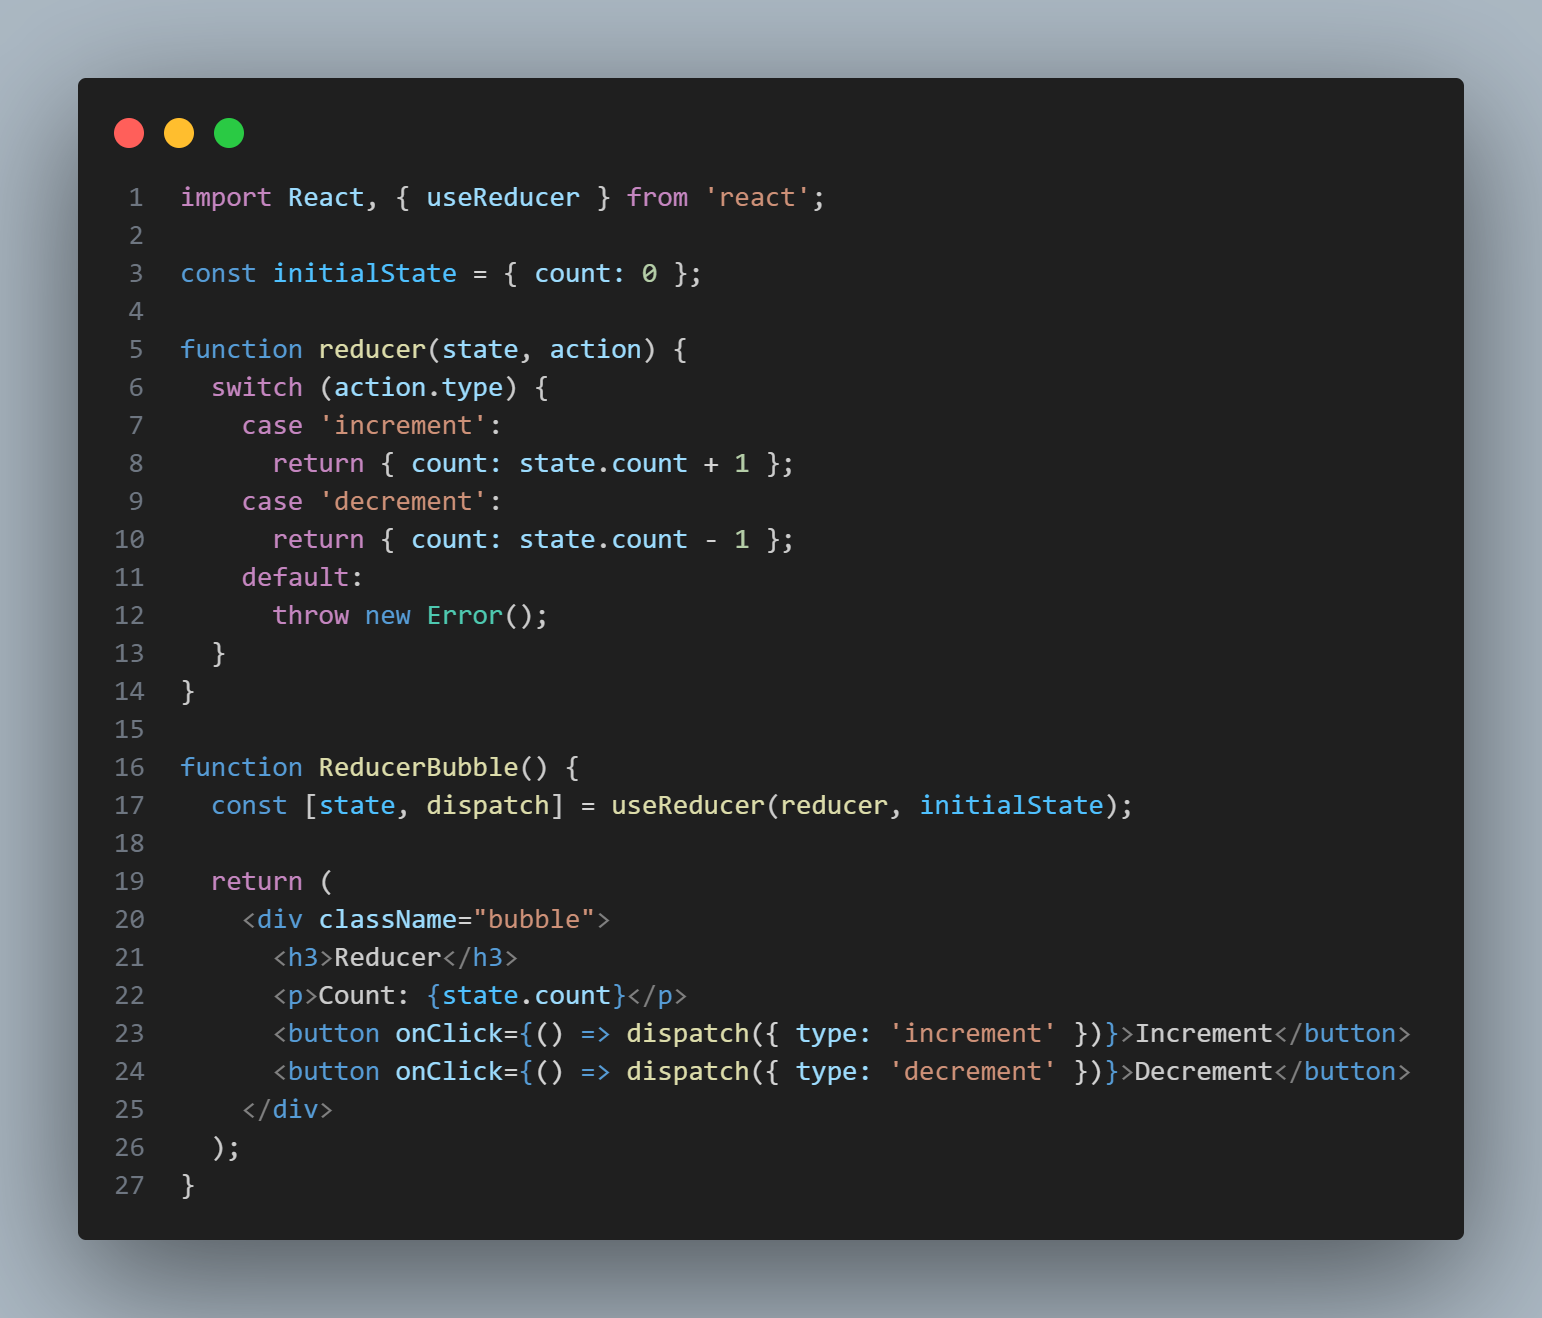 1 import React, { useReducer } from 'react';
2
3 const initialState = { count: 0 };
4
5 function reducer(state, action) {
6   switch (action.type) {
7     case 'increment':
8       return { count: state.count + 1 };
9     case 'decrement':
10       return { count: state.count - 1 };
11     default:
12       throw new Error();
13   }
14 }
15
16 function ReducerBubble() {
17   const [state, dispatch] = useReducer(reducer, initialState);
18
19   return (
20     <div className="bubble">
21       <h3>Reducer</h3>
22       <p>Count: {state.count}</p>
23       <button onClick={() => dispatch({ type: 'increment' })}>Increment</button>
24       <button onClick={() => dispatch({ type: 'decrement' })}>Decrement</button>
25     </div>
26   );
27 }